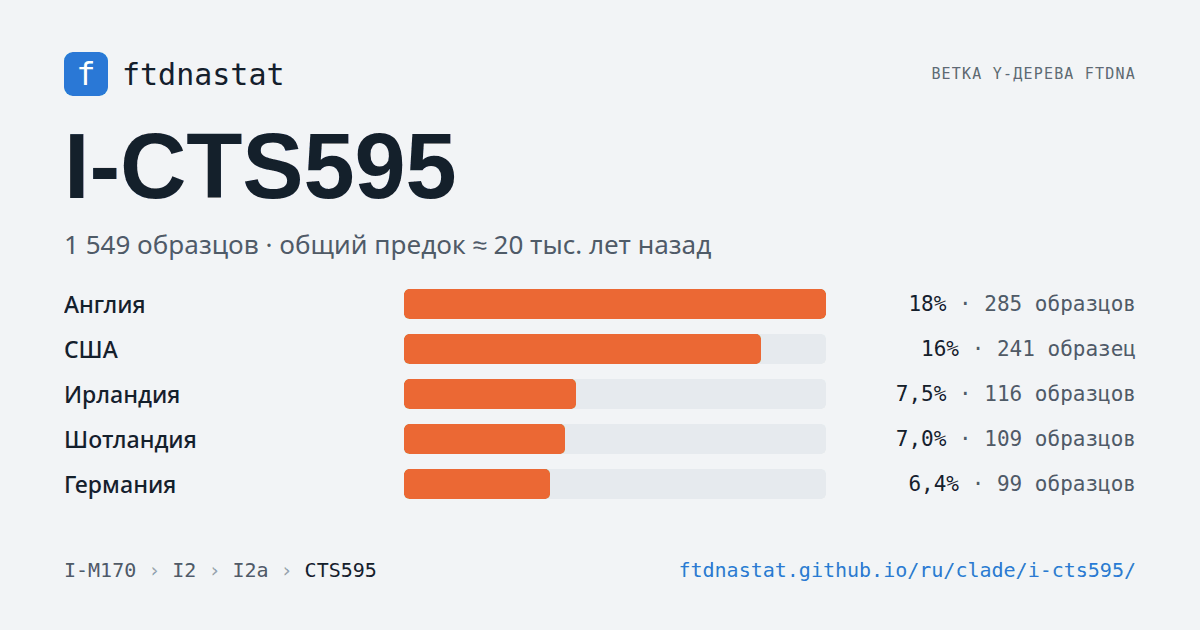 f ftdnastat
ВЕТКА Y-ДЕРЕВА FTDNA
I-CTS595
1 549 образцов · общий предок ≈ 20 тыс. лет назад
Англия 18% · 285 образцов
США 16% · 241 образец
Ирландия 7,5% · 116 образцов
Шотландия 7,0% · 109 образцов
Германия 6,4% · 99 образцов
I-M170 › I2 › I2a › CTS595
ftdnastat.github.io/ru/clade/i-cts595/